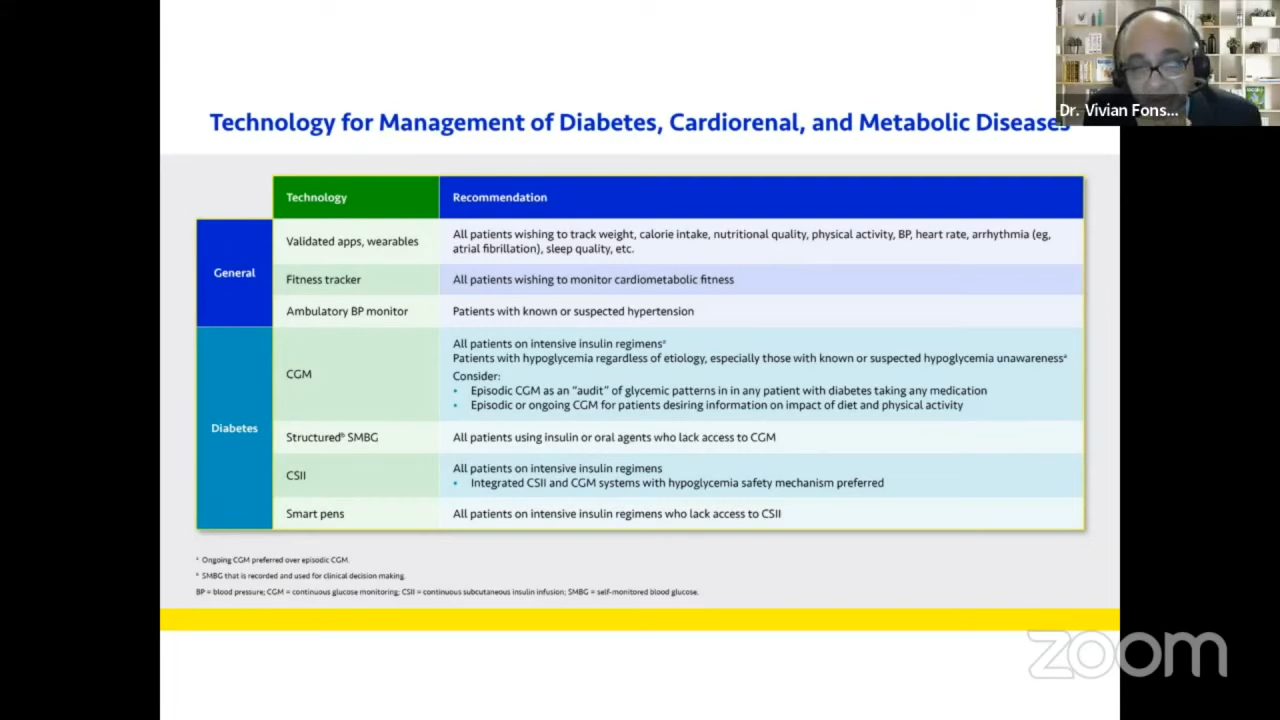 Dr. Vivian Fons...
Technology for Management of Diabetes, Cardiorenal, and Metabolic Diseases
Technology
Recommendation
General
Validated apps, wearables
All patients wishing to track weight, calorie intake, nutritional quality, physical activity, BP, heart rate, arrhythmia (eg,
atrial fibrillation), sleep quality, etc.
Fitness tracker
All patients wishing to monitor cardiometabolic fitness
Ambulatory BP monitor
Patients with known or suspected hypertension
Diabetes
CGM
All patients on intensive insulin regimensᵃ
Patients with hypoglycemia regardless of etiology, especially those with known or suspected hypoglycemia unawarenessᵃ
Consider:
• Episodic CGM as an “audit” of glycemic patterns in in any patient with diabetes taking any medication
• Episodic or ongoing CGM for patients desiring information on impact of diet and physical activity
Structuredᵇ SMBG
All patients using insulin or oral agents who lack access to CGM
CSII
All patients on intensive insulin regimens
• Integrated CSII and CGM systems with hypoglycemia safety mechanism preferred
Smart pens
All patients on intensive insulin regimens who lack access to CSII
ᵃ Ongoing CGM preferred over episodic CGM.
ᵇ SMBG that is recorded and used for clinical decision making.
BP = blood pressure; CGM = continuous glucose monitoring; CSII = continuous subcutaneous insulin infusion; SMBG = self-monitored blood glucose.
zoom